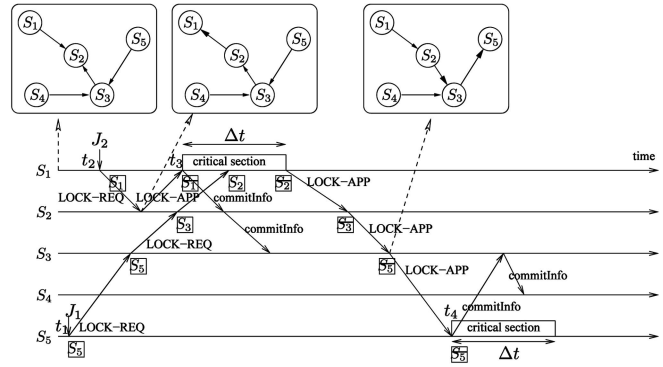 S₁ S₅ S₂ S₄ S₃
S₁ S₅ S₂ S₄ S₃
S₁ S₅ S₂ S₄ S₃
J₂ Δt
t₂ t₃ critical section time
S₁
S₁ S₁ S₂ S₂ LOCK–APP
LOCK–REQ LOCK–APP commitInfo
S₂
S₃ S₃
LOCK–REQ commitInfo LOCK–APP
S₃
S₅ S₅ LOCK–APP commitInfo
S₄
J₁ t₄ commitInfo
t₁ LOCK–REQ critical section
S₅
S₅ S₅ Δt